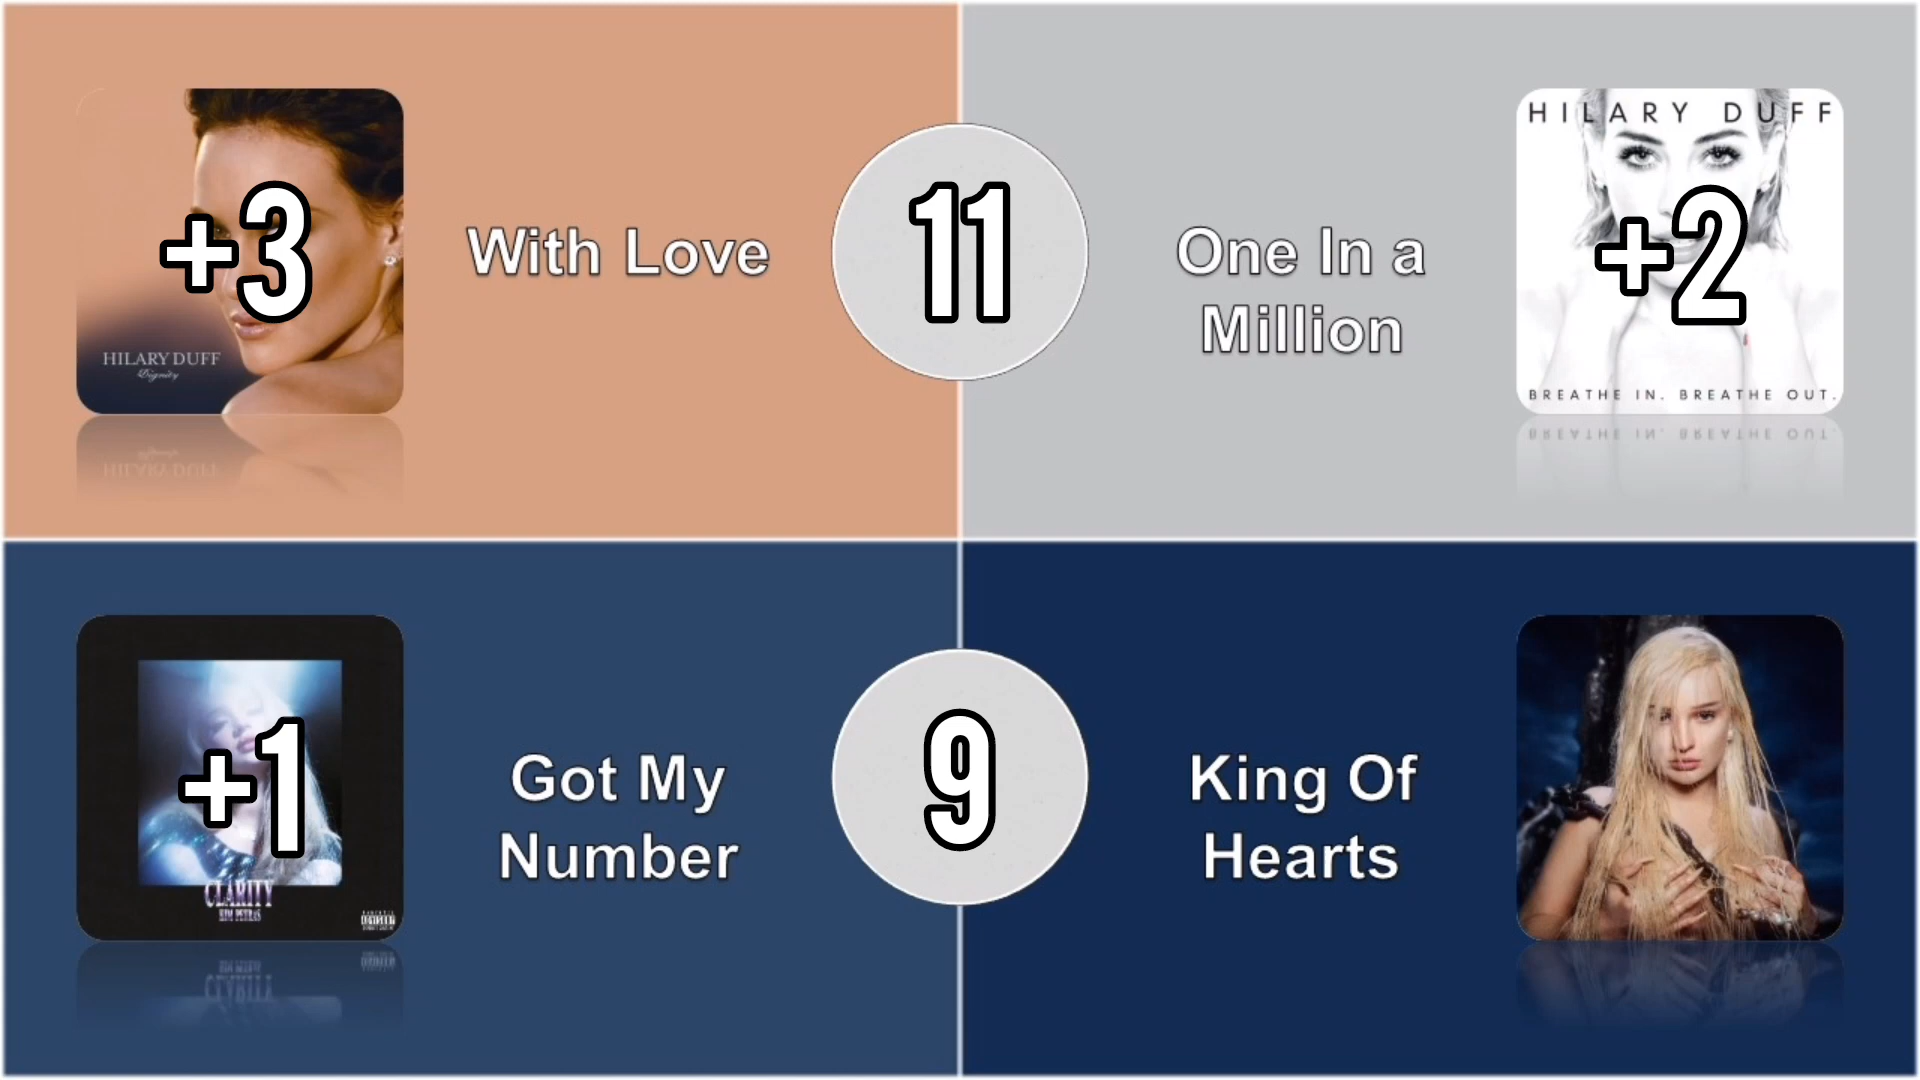 HILARY DUFF
Dignity
+3
With Love
11
One In a
Million
HILARY DUFF
+2
BREATHE IN. BREATHE OUT.
+1
CLARITY
KIM PETRAS
Got My
Number
9
King Of
Hearts